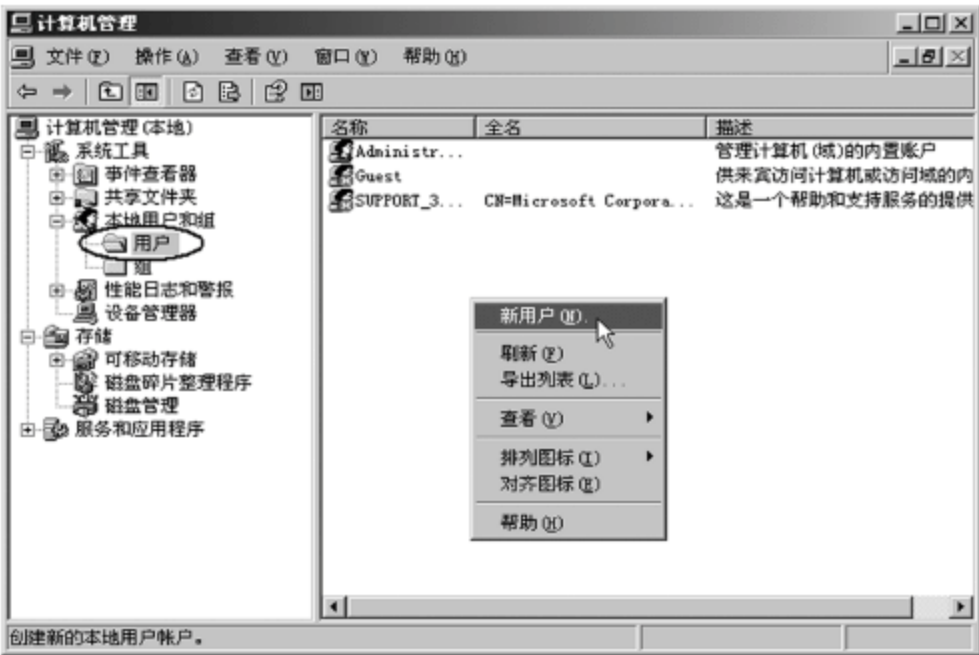 计算机管理
文件(F) 操作(A) 查看(V) 窗口(W) 帮助(H)
计算机管理(本地)
系统工具
事件查看器
共享文件夹
本地用户和组
用户
组
性能日志和警报
设备管理器
存储
可移动存储
磁盘碎片整理程序
磁盘管理
服务和应用程序
名称 全名 描述
Administr... 管理计算机(域)的内置账户
Guest 供来宾访问计算机或访问域的内
SUPPORT_3... CN=Microsoft Corpora... 这是一个帮助和支持服务的提供
新用户(N)...
刷新(F)
导出列表(L)...
查看(V)
排列图标(I)
对齐图标(E)
帮助(H)
创建新的本地用户帐户。